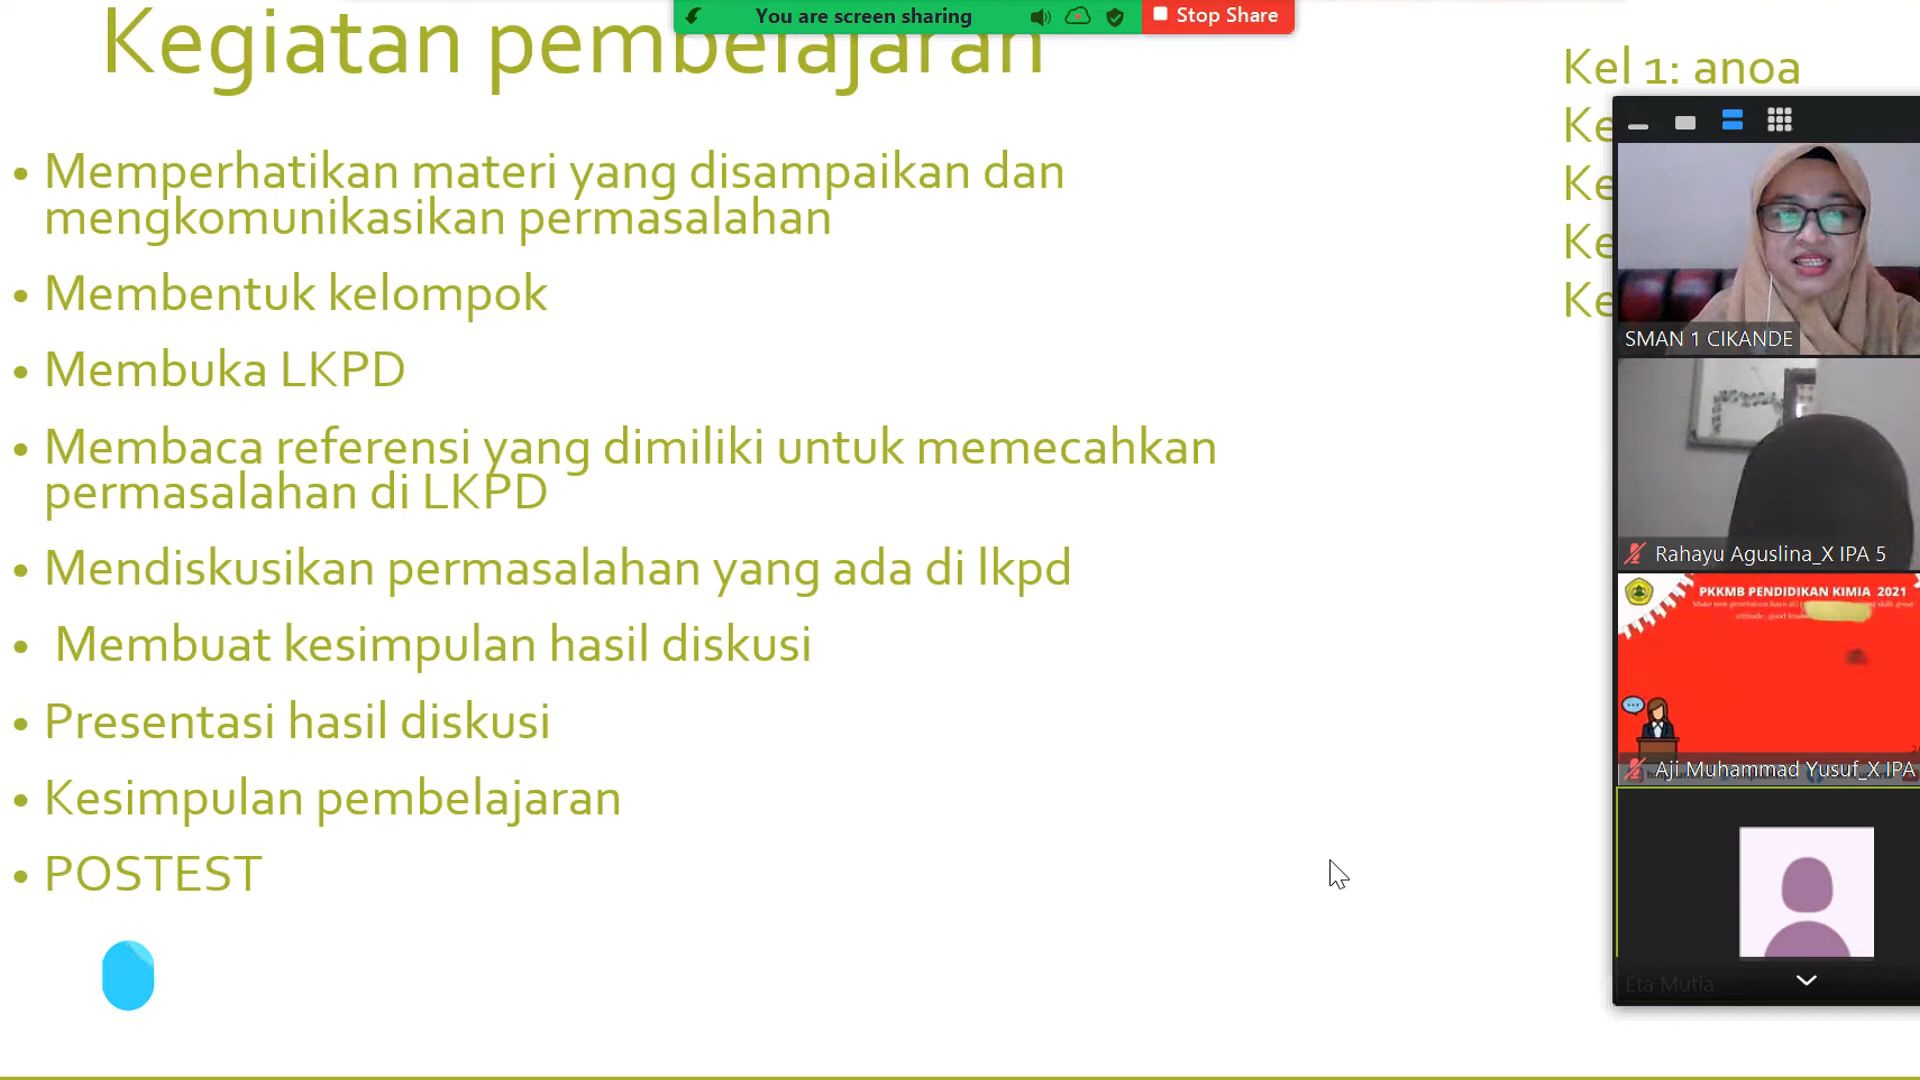 You are screen sharing
Stop Share
Kegiatan pembelajaran
• Memperhatikan materi yang disampaikan dan
mengkomunikasikan permasalahan
• Membentuk kelompok
• Membuka LKPD
• Membaca referensi yang dimiliki untuk memecahkan
permasalahan di LKPD
• Mendiskusikan permasalahan yang ada di lkpd
• Membuat kesimpulan hasil diskusi
• Presentasi hasil diskusi
• Kesimpulan pembelajaran
• POSTEST
Kel 1: anoa
Ke
Ke
Ke
Ke
SMAN 1 CIKANDE
Rahayu Aguslina_X IPA 5
PKKMB PENDIDIKAN KIMIA 2021
Aji Muhammad Yusuf_X IPA
Eta Mutia